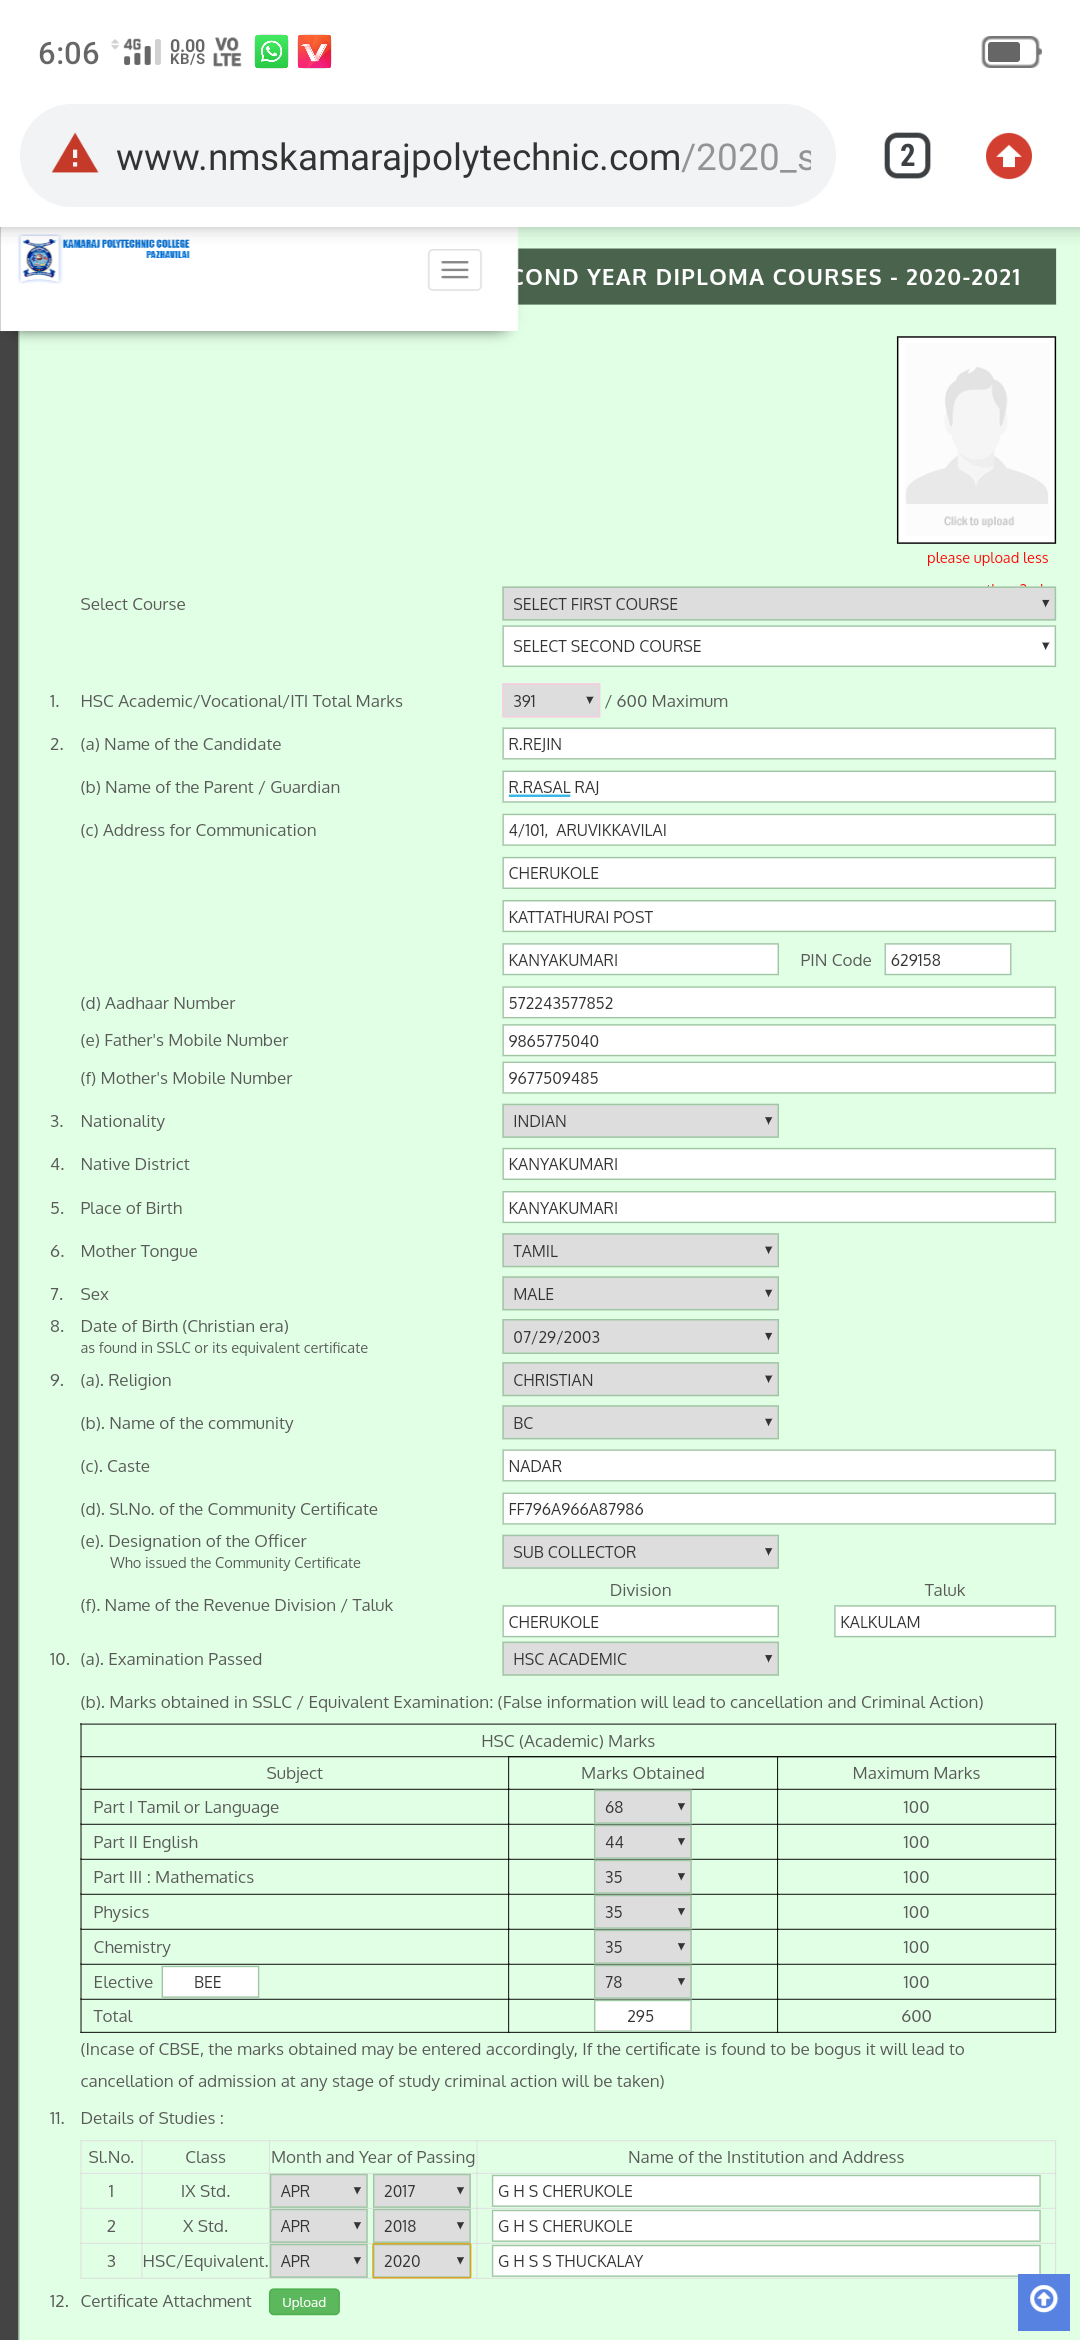 6:06 4G 0.00 KB/S VO LTE
www.nmskamarajpolytechnic.com/2020_s 2
KAMARAJ POLYTECHNIC COLLEGE
PAZHAVILAI
COND YEAR DIPLOMA COURSES - 2020-2021
Click to upload
please upload less
Select Course SELECT FIRST COURSE
SELECT SECOND COURSE
1. HSC Academic/Vocational/ITI Total Marks 391 / 600 Maximum
2. (a) Name of the Candidate R.REJIN
(b) Name of the Parent / Guardian R.RASAL RAJ
(c) Address for Communication 4/101, ARUVIKKAVILAI
CHERUKOLE
KATTATHURAI POST
KANYAKUMARI PIN Code 629158
(d) Aadhaar Number 572243577852
(e) Father's Mobile Number 9865775040
(f) Mother's Mobile Number 9677509485
3. Nationality INDIAN
4. Native District KANYAKUMARI
5. Place of Birth KANYAKUMARI
6. Mother Tongue TAMIL
7. Sex MALE
8. Date of Birth (Christian era) 07/29/2003
as found in SSLC or its equivalent certificate
9. (a). Religion CHRISTIAN
(b). Name of the community BC
(c). Caste NADAR
(d). Sl.No. of the Community Certificate FF796A966A87986
(e). Designation of the Officer SUB COLLECTOR
Who issued the Community Certificate
Division Taluk
(f). Name of the Revenue Division / Taluk CHERUKOLE KALKULAM
10. (a). Examination Passed HSC ACADEMIC
(b). Marks obtained in SSLC / Equivalent Examination: (False information will lead to cancellation and Criminal Action)
HSC (Academic) Marks
Subject Marks Obtained Maximum Marks
Part I Tamil or Language 68 100
Part II English 44 100
Part III : Mathematics 35 100
Physics 35 100
Chemistry 35 100
Elective BEE 78 100
Total 295 600
(Incase of CBSE, the marks obtained may be entered accordingly, If the certificate is found to be bogus it will lead to
cancellation of admission at any stage of study criminal action will be taken)
11. Details of Studies :
Sl.No. Class Month and Year of Passing Name of the Institution and Address
1 IX Std. APR 2017 G H S CHERUKOLE
2 X Std. APR 2018 G H S CHERUKOLE
3 HSC/Equivalent. APR 2020 G H S S THUCKALAY
12. Certificate Attachment Upload